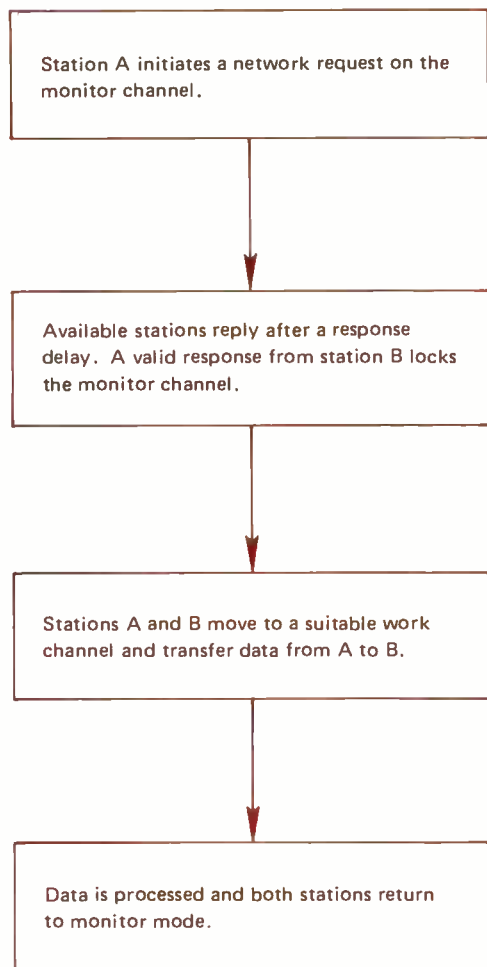 Station A initiates a network request on the
monitor channel.
Available stations reply after a response
delay. A valid response from station B locks
the monitor channel.
Stations A and B move to a suitable work
channel and transfer data from A to B.
Data is processed and both stations return
to monitor mode.